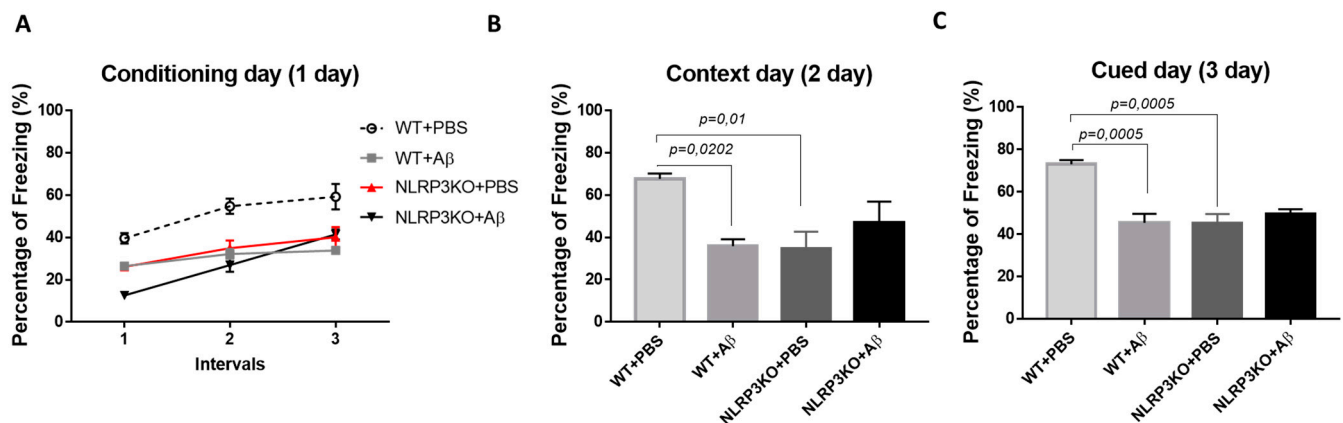 A
Conditioning day (1 day)
Percentage of Freezing (%)
100
80
60
40
20
0
1
2
3
Intervals
WT+PBS
WT+Aβ
NLRP3KO+PBS
NLRP3KO+Aβ
B
Context day (2 day)
Percentage of Freezing (%)
100
80
60
40
20
0
p=0,01
p=0,0202
WT+PBS
WT+Aβ
NLRP3KO+PBS
NLRP3KO+Aβ
C
Cued day (3 day)
Percentage of Freezing (%)
100
80
60
40
20
0
p=0,0005
p=0,0005
WT+PBS
WT+Aβ
NLRP3KO+PBS
NLRP3KO+Aβ